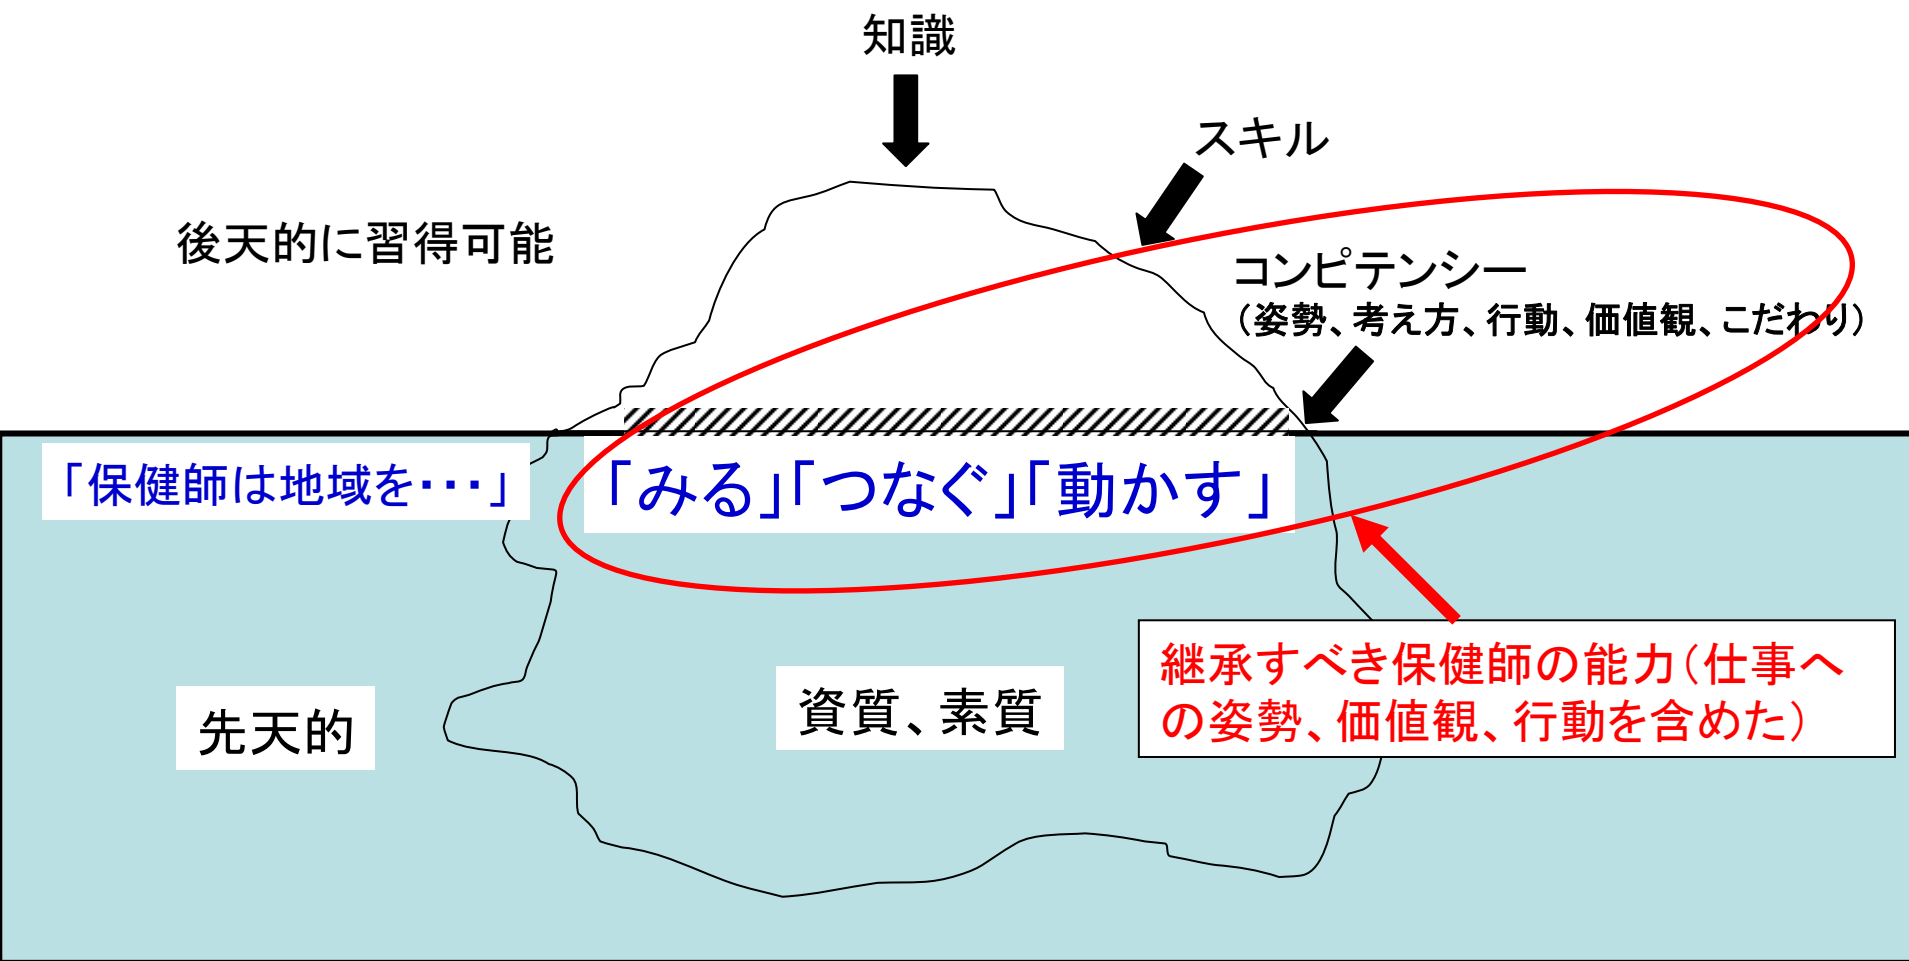 知識
スキル
後天的に習得可能
コンピテンシー
（姿勢、考え方、行動、価値観、こだわり）
「保健師は地域を・・・」
「みる」「つなぐ」「動かす」
継承すべき保健師の能力（仕事へ
の姿勢、価値観、行動を含めた）
資質、素質
先天的